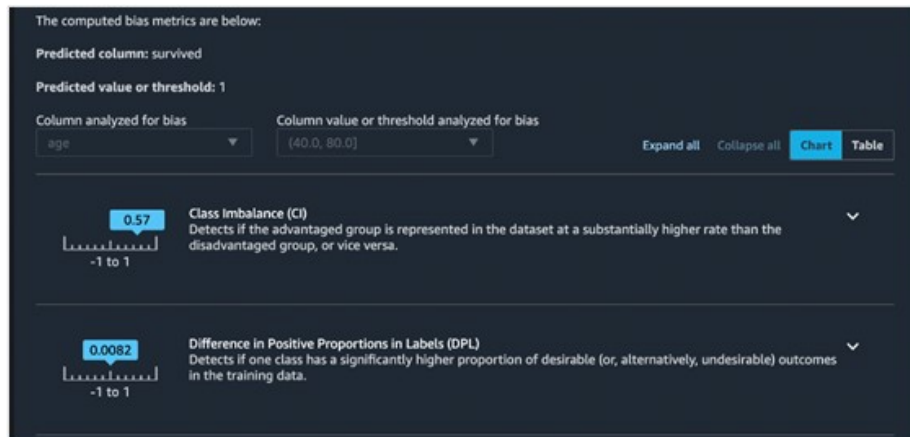 The computed bias metrics are below:
Predicted column: survived
Predicted value or threshold: 1
Column analyzed for bias
Column value or threshold analyzed for bias
age
(40.0, 80.0]
Expand all Collapse all Chart Table
0.57
-1 to 1
Class Imbalance (CI)
Detects if the advantaged group is represented in the dataset at a substantially higher rate than the
disadvantaged group, or vice versa.
0.0082
-1 to 1
Difference in Positive Proportions in Labels (DPL)
Detects if one class has a significantly higher proportion of desirable (or, alternatively, undesirable) outcomes
in the training data.